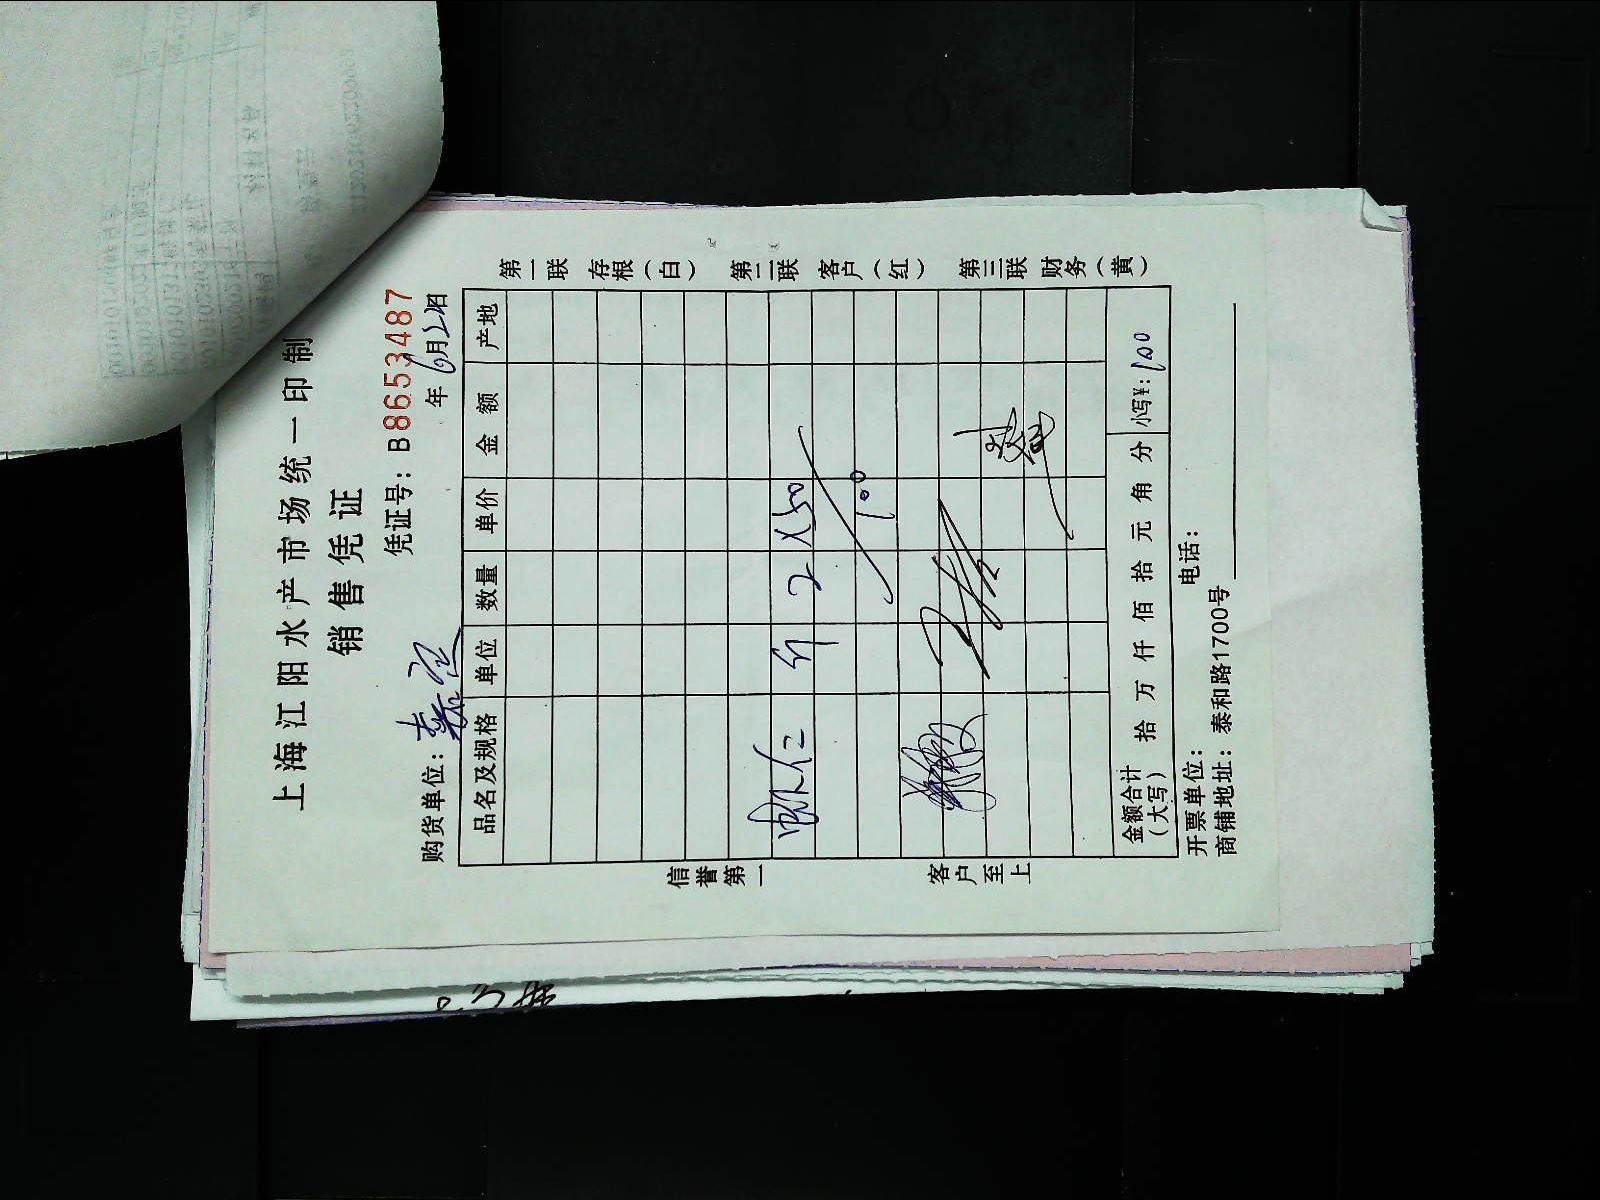 上海江阳水产市场统一印制
销售凭证
凭证号：B8653487
购货单位：
年6月2日
品名及规格 单位 数量 单价 金额 产地
虾仁 斤 2 X50
100
金额合计（大写） 拾 万 仟 佰 拾 元 角 分 小写¥：100
开票单位： 电话：
商铺地址：泰和路1700号
信誉第一 客户至上
第一联 存根（白） 第二联 客户（红） 第三联 财务（黄）